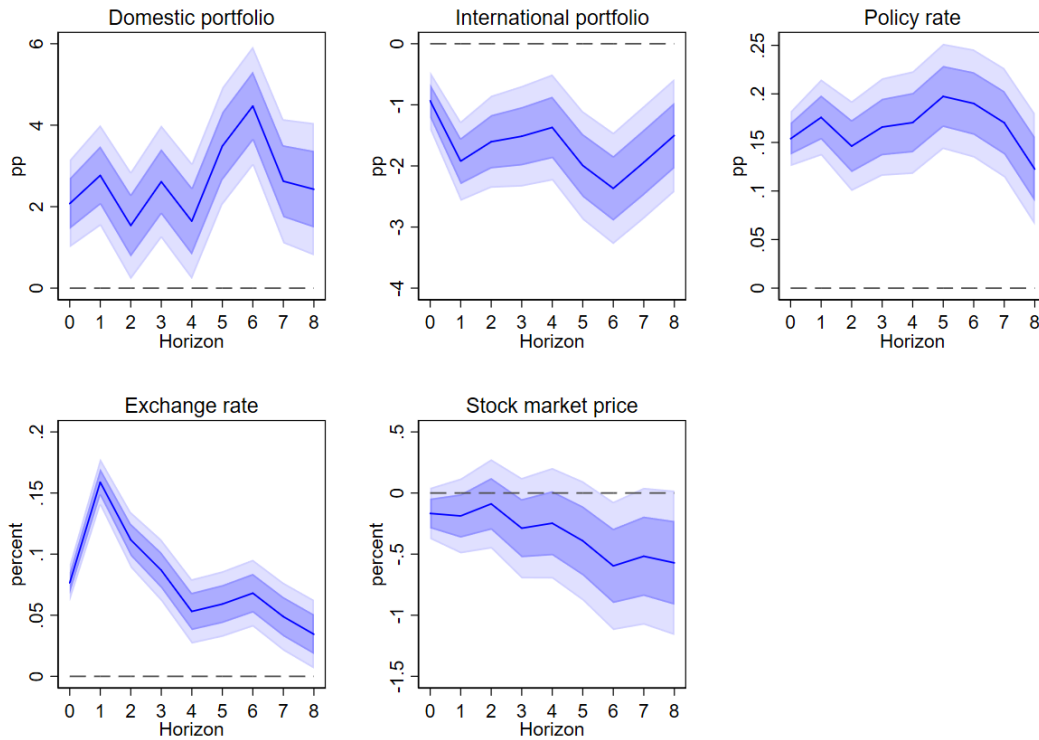 Domestic portfolio
pp
6
4
2
0
0 1 2 3 4 5 6 7 8
Horizon
International portfolio
pp
0
-1
-2
-3
-4
0 1 2 3 4 5 6 7 8
Horizon
Policy rate
pp
.25
.2
.15
.1
.05
0
0 1 2 3 4 5 6 7 8
Horizon
Exchange rate
percent
.2
.15
.1
.05
0
0 1 2 3 4 5 6 7 8
Horizon
Stock market price
percent
.5
0
-.5
-1
-1.5
0 1 2 3 4 5 6 7 8
Horizon